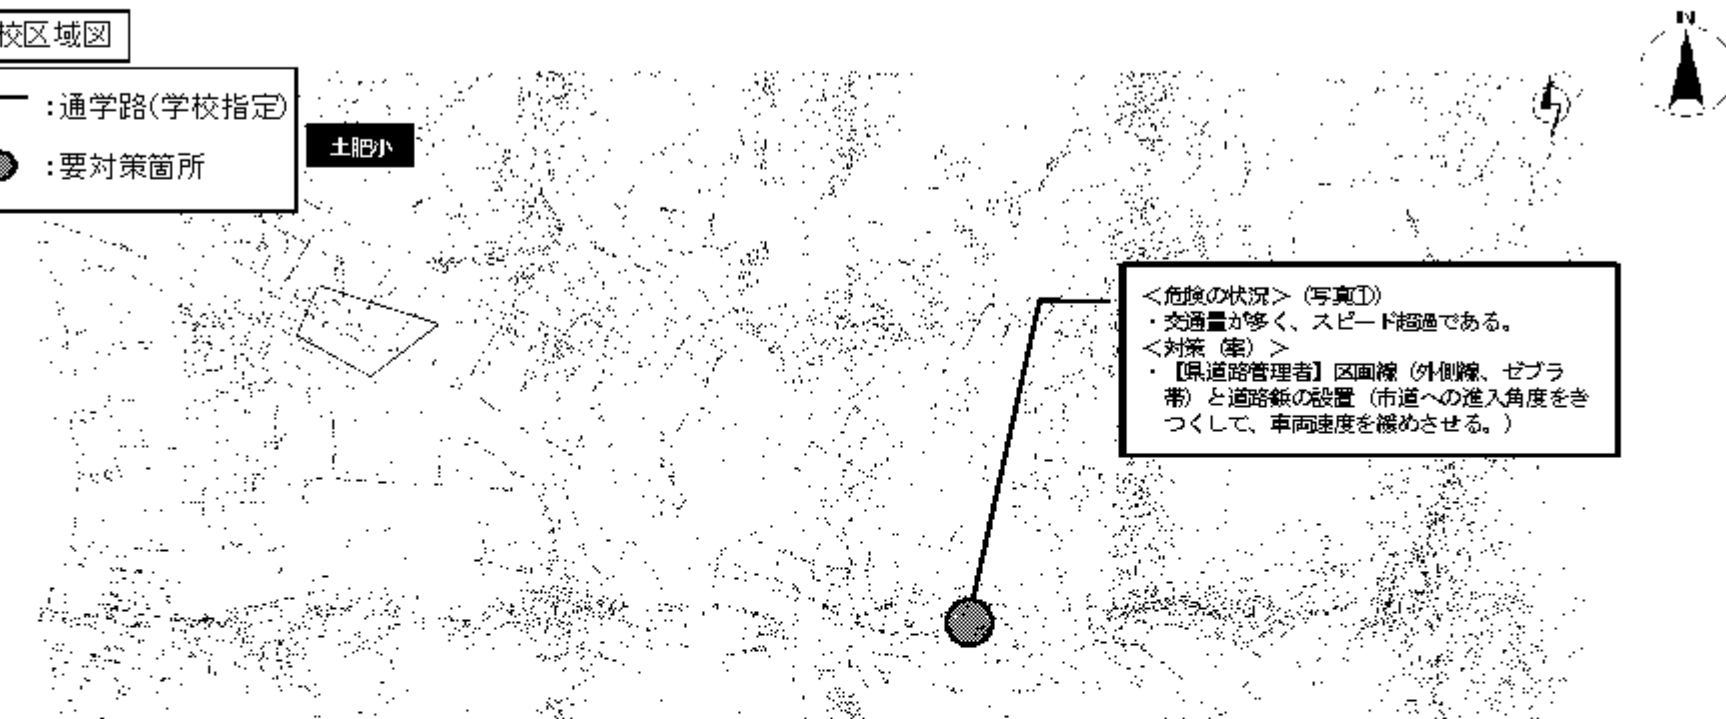 校区域図
:通学路(学校指定)
:要対策箇所
土肥小
N
<危険の状況> (写真①)
・交通量が多く、スピード超過である。
<対策(案)>
・【県道路管理者】区画線(外側線、ゼブラ
帯)と道路鋲の設置(市道への進入角度をき
つくして、車両速度を緩めさせる。)